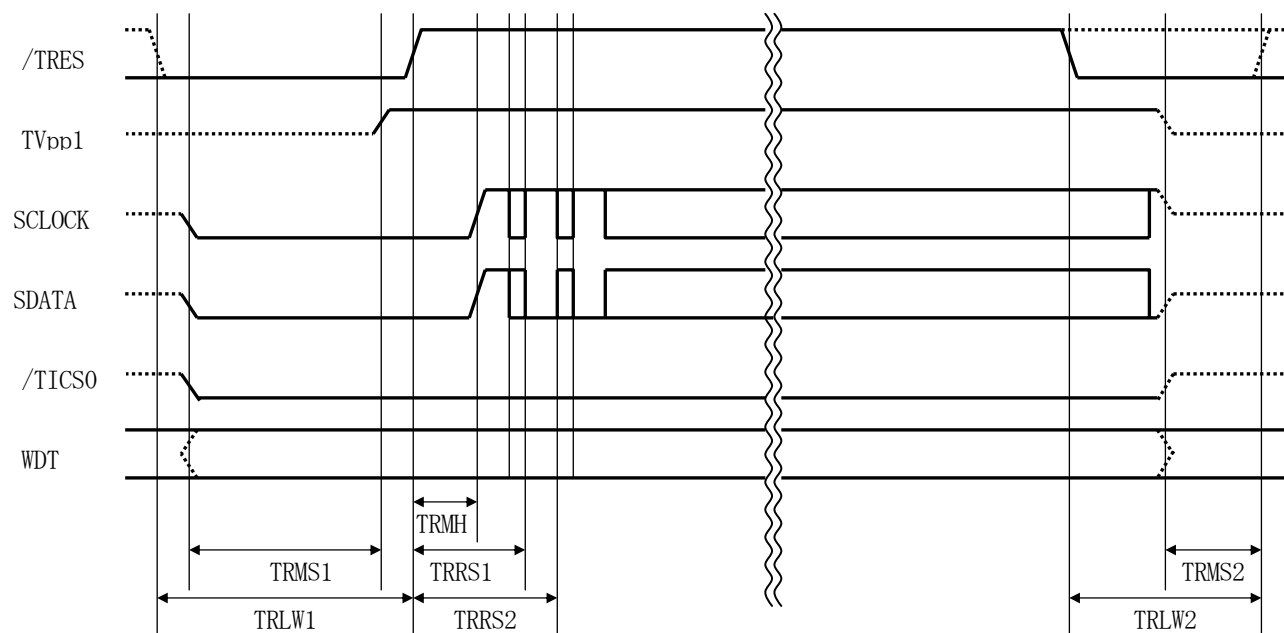 /TRES
TVpp1
SCLOCK
SDATA
/TICS0
WDT
TRMH
TRMS1
TRRS1
TRMS2
TRLW1
TRRS2
TRLW2